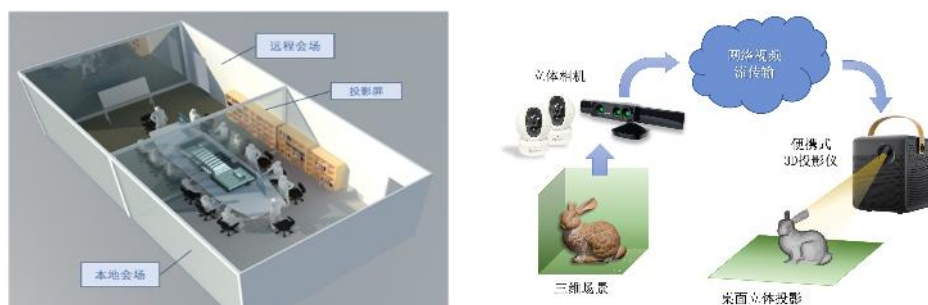 远程会场
投影屏
本地会场
立体相机
网络视频
流传输
便携式
3D投影仪
三维场景
桌面立体投影